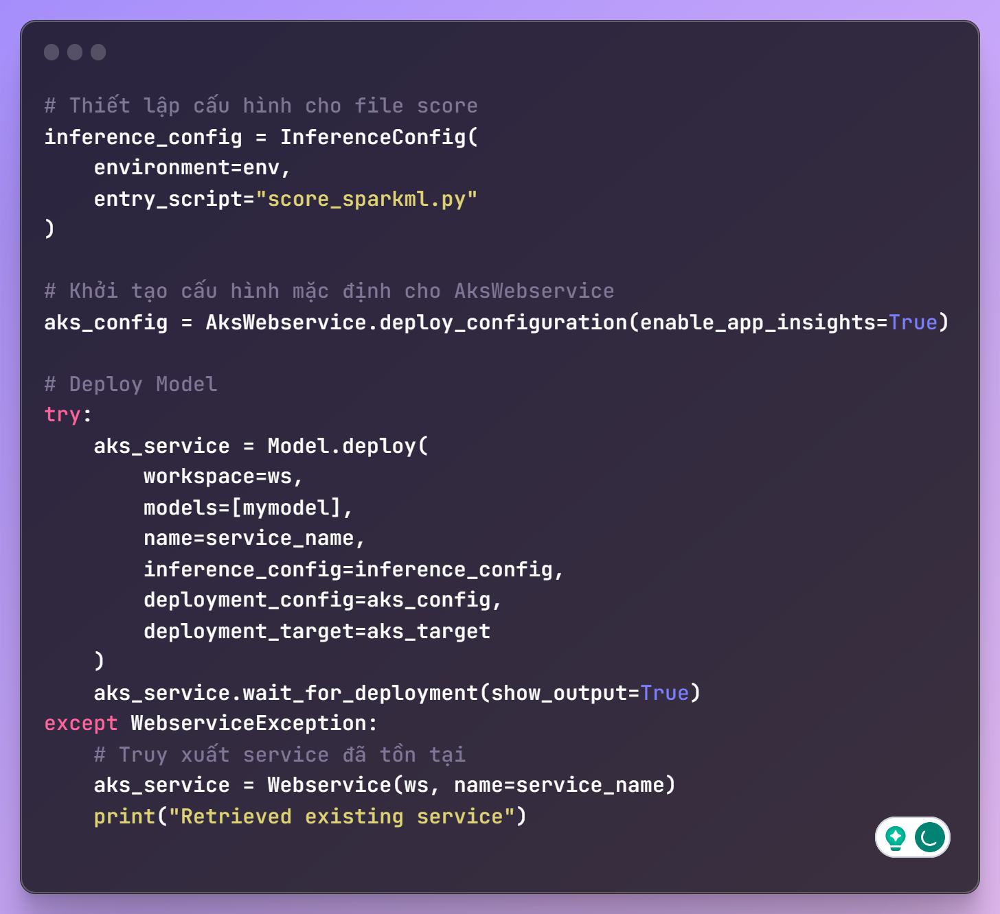 # Thiết lập cấu hình cho file score
inference_config = InferenceConfig(
    environment=env,
    entry_script="score_sparkml.py"
)
# Khởi tạo cấu hình mặc định cho AksWebservice
aks_config = AksWebservice.deploy_configuration(enable_app_insights=True)
# Deploy Model
try:
    aks_service = Model.deploy(
        workspace=ws,
        models=[mymodel],
        name=service_name,
        inference_config=inference_config,
        deployment_config=aks_config,
        deployment_target=aks_target
    )
    aks_service.wait_for_deployment(show_output=True)
except WebserviceException:
    # Truy xuất service đã tồn tại
    aks_service = Webservice(ws, name=service_name)
    print("Retrieved existing service")